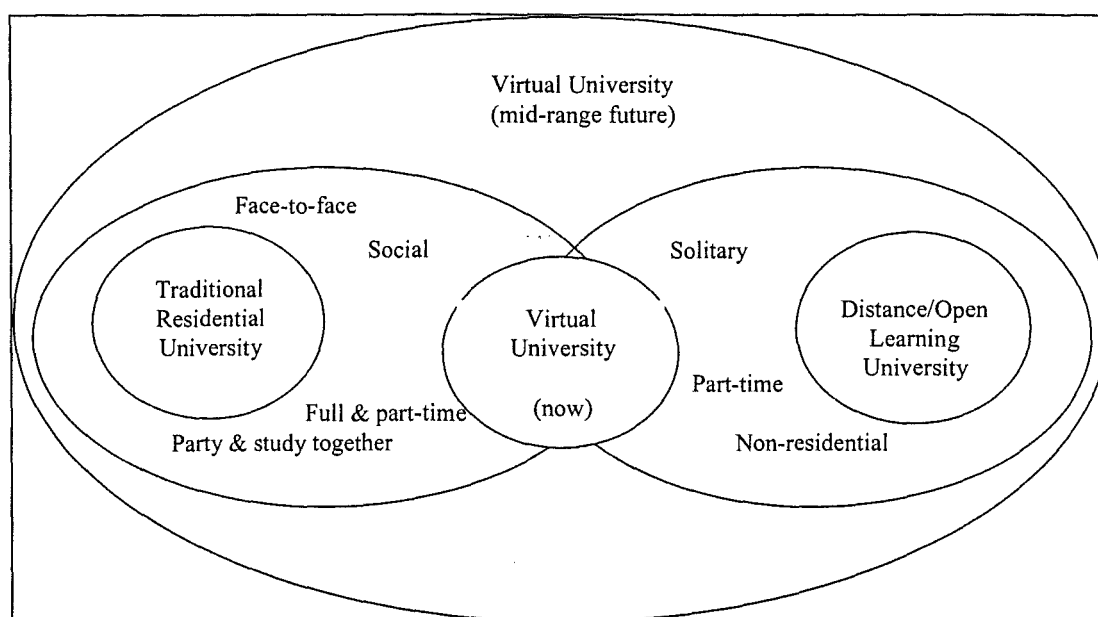 Virtual University
(mid-range future)
Face-to-face
Social
Solitary
Traditional
Residential
University
Virtual
University
(now)
Distance/Open
Learning
University
Full & part-time
Party & study together
Part-time
Non-residential